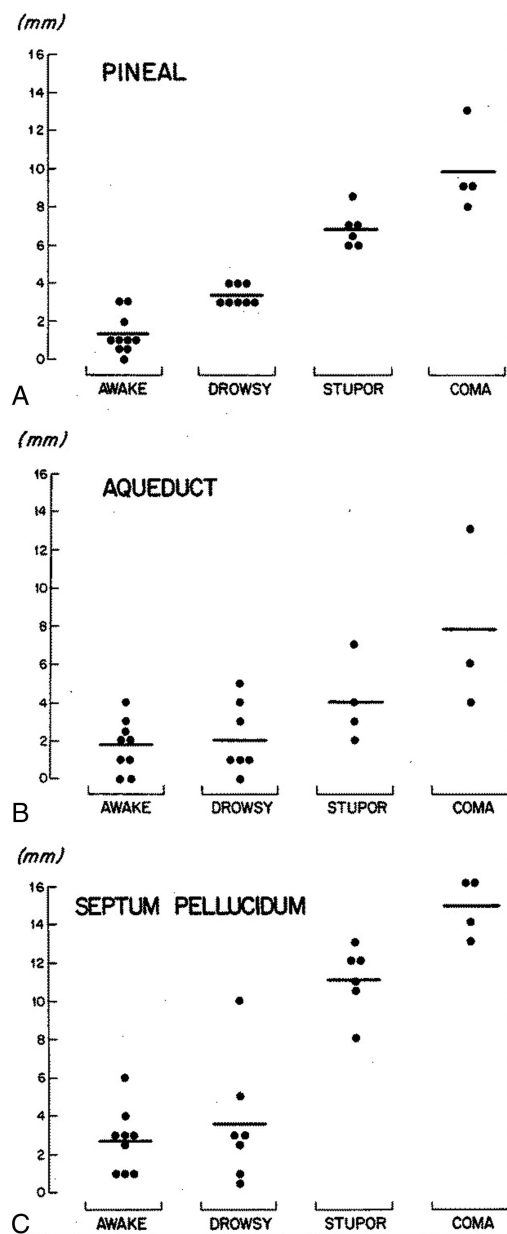 (mm)
16
PINEAL
14
12
10
8
6
4
2
0
AWAKE DROWSY STUPOR COMA
A
(mm)
16
AQUEDUCT
14
12
10
8
6
4
2
0
AWAKE DROWSY STUPOR COMA
B
(mm)
16
SEPTUM PELLUCIDUM
14
12
10
8
6
4
2
0
AWAKE DROWSY STUPOR COMA
C